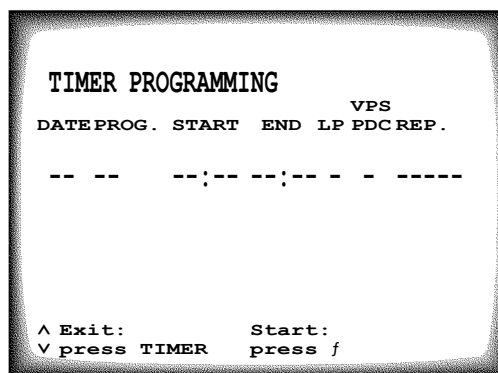 TIMER PROGRAMMING
VPS
DATE PROG. START END LP PDC REP.
-- -- --:-- --:-- - - -----
∧ Exit: Start:
∨ press TIMER press ƒ